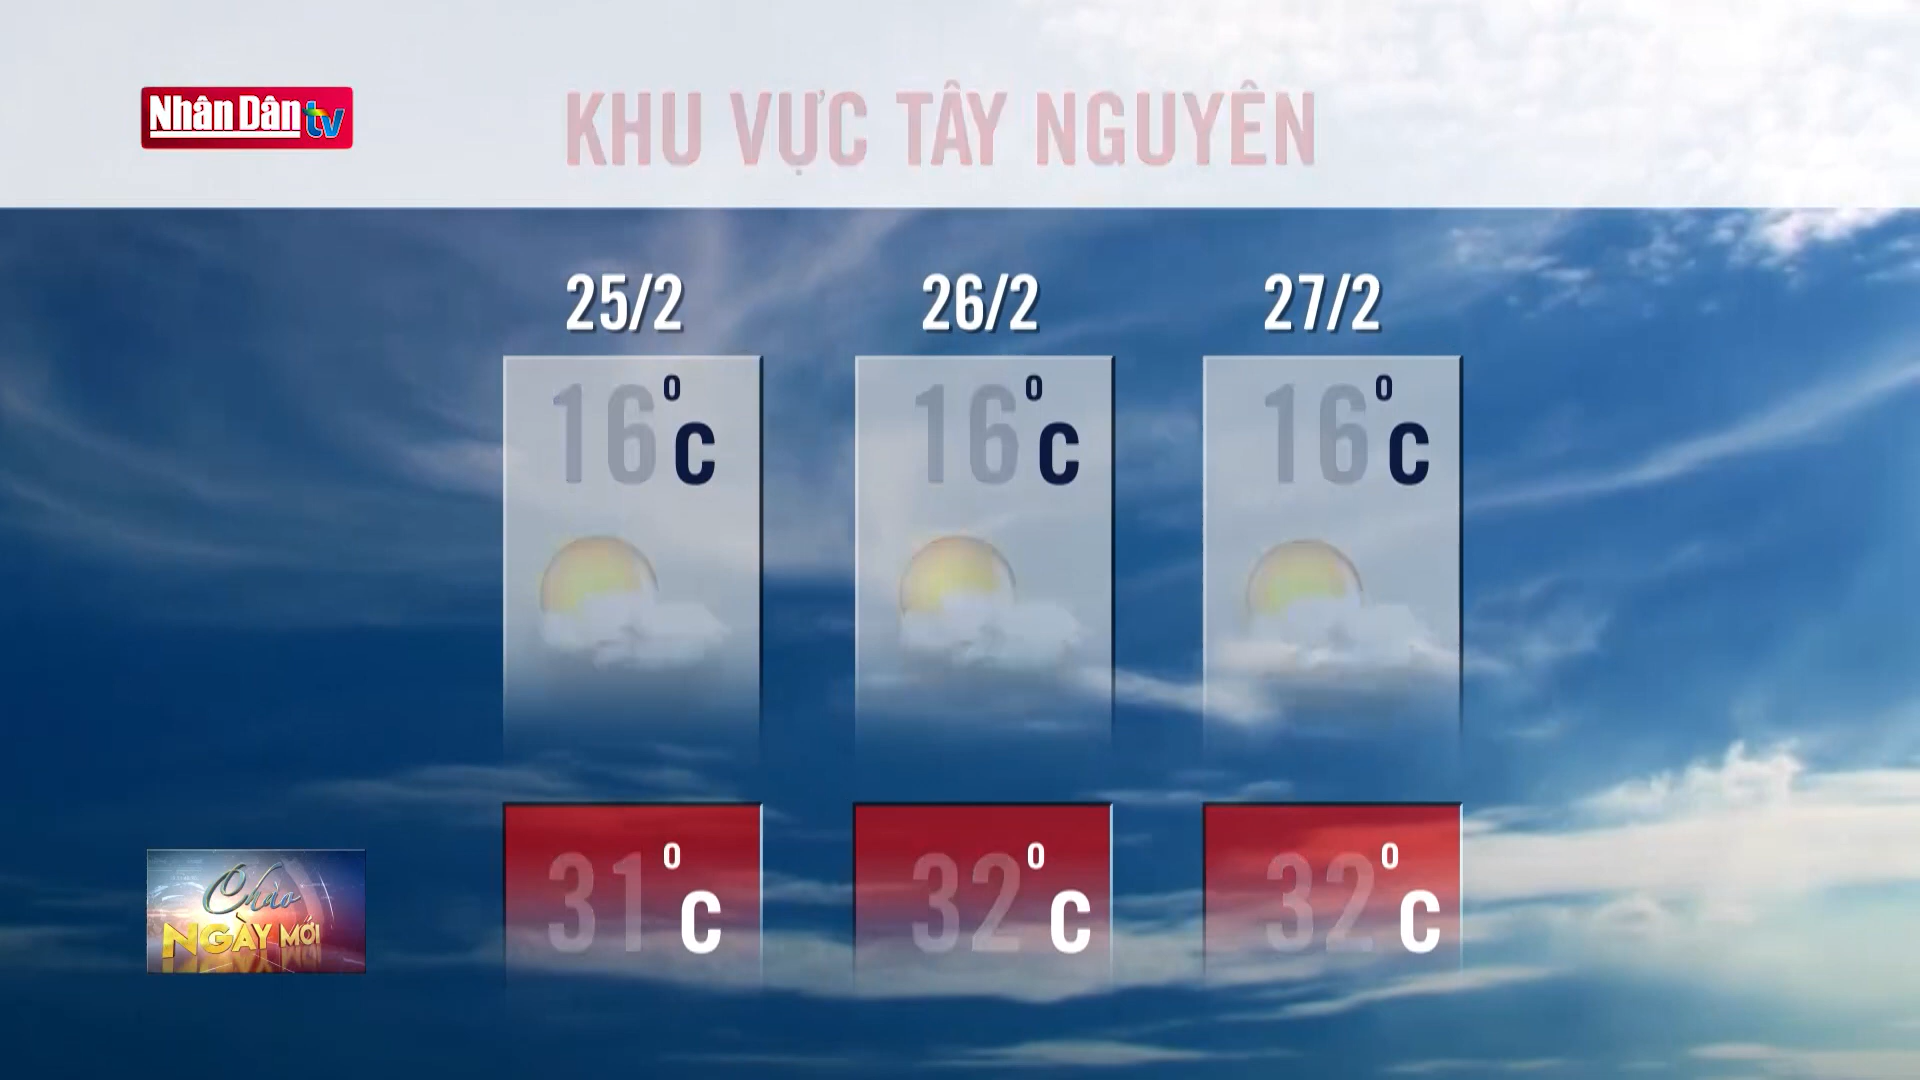 Nhân Dân tv
KHU VỰC TÂY NGUYÊN
25/2 26/2 27/2
16°C 16°C 16°C
31°C 32°C 32°C
Chào
NGÀY MỚI